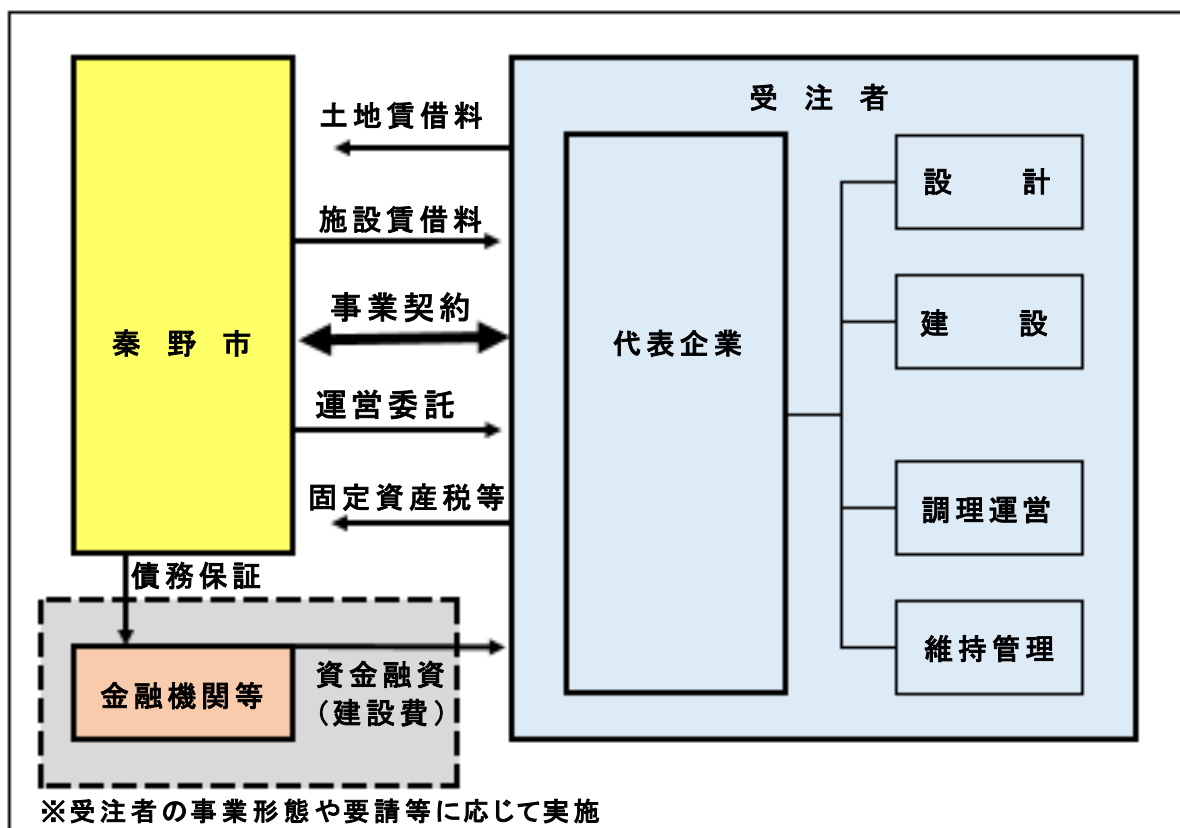 受 注 者
土地賃借料
施設賃借料
事業契約
運営委託
固定資産税等
秦 野 市
代表企業
設 計
建 設
調理運営
維持管理
債務保証
金融機関等
資金融資
（建設費）
※受注者の事業形態や要請等に応じて実施